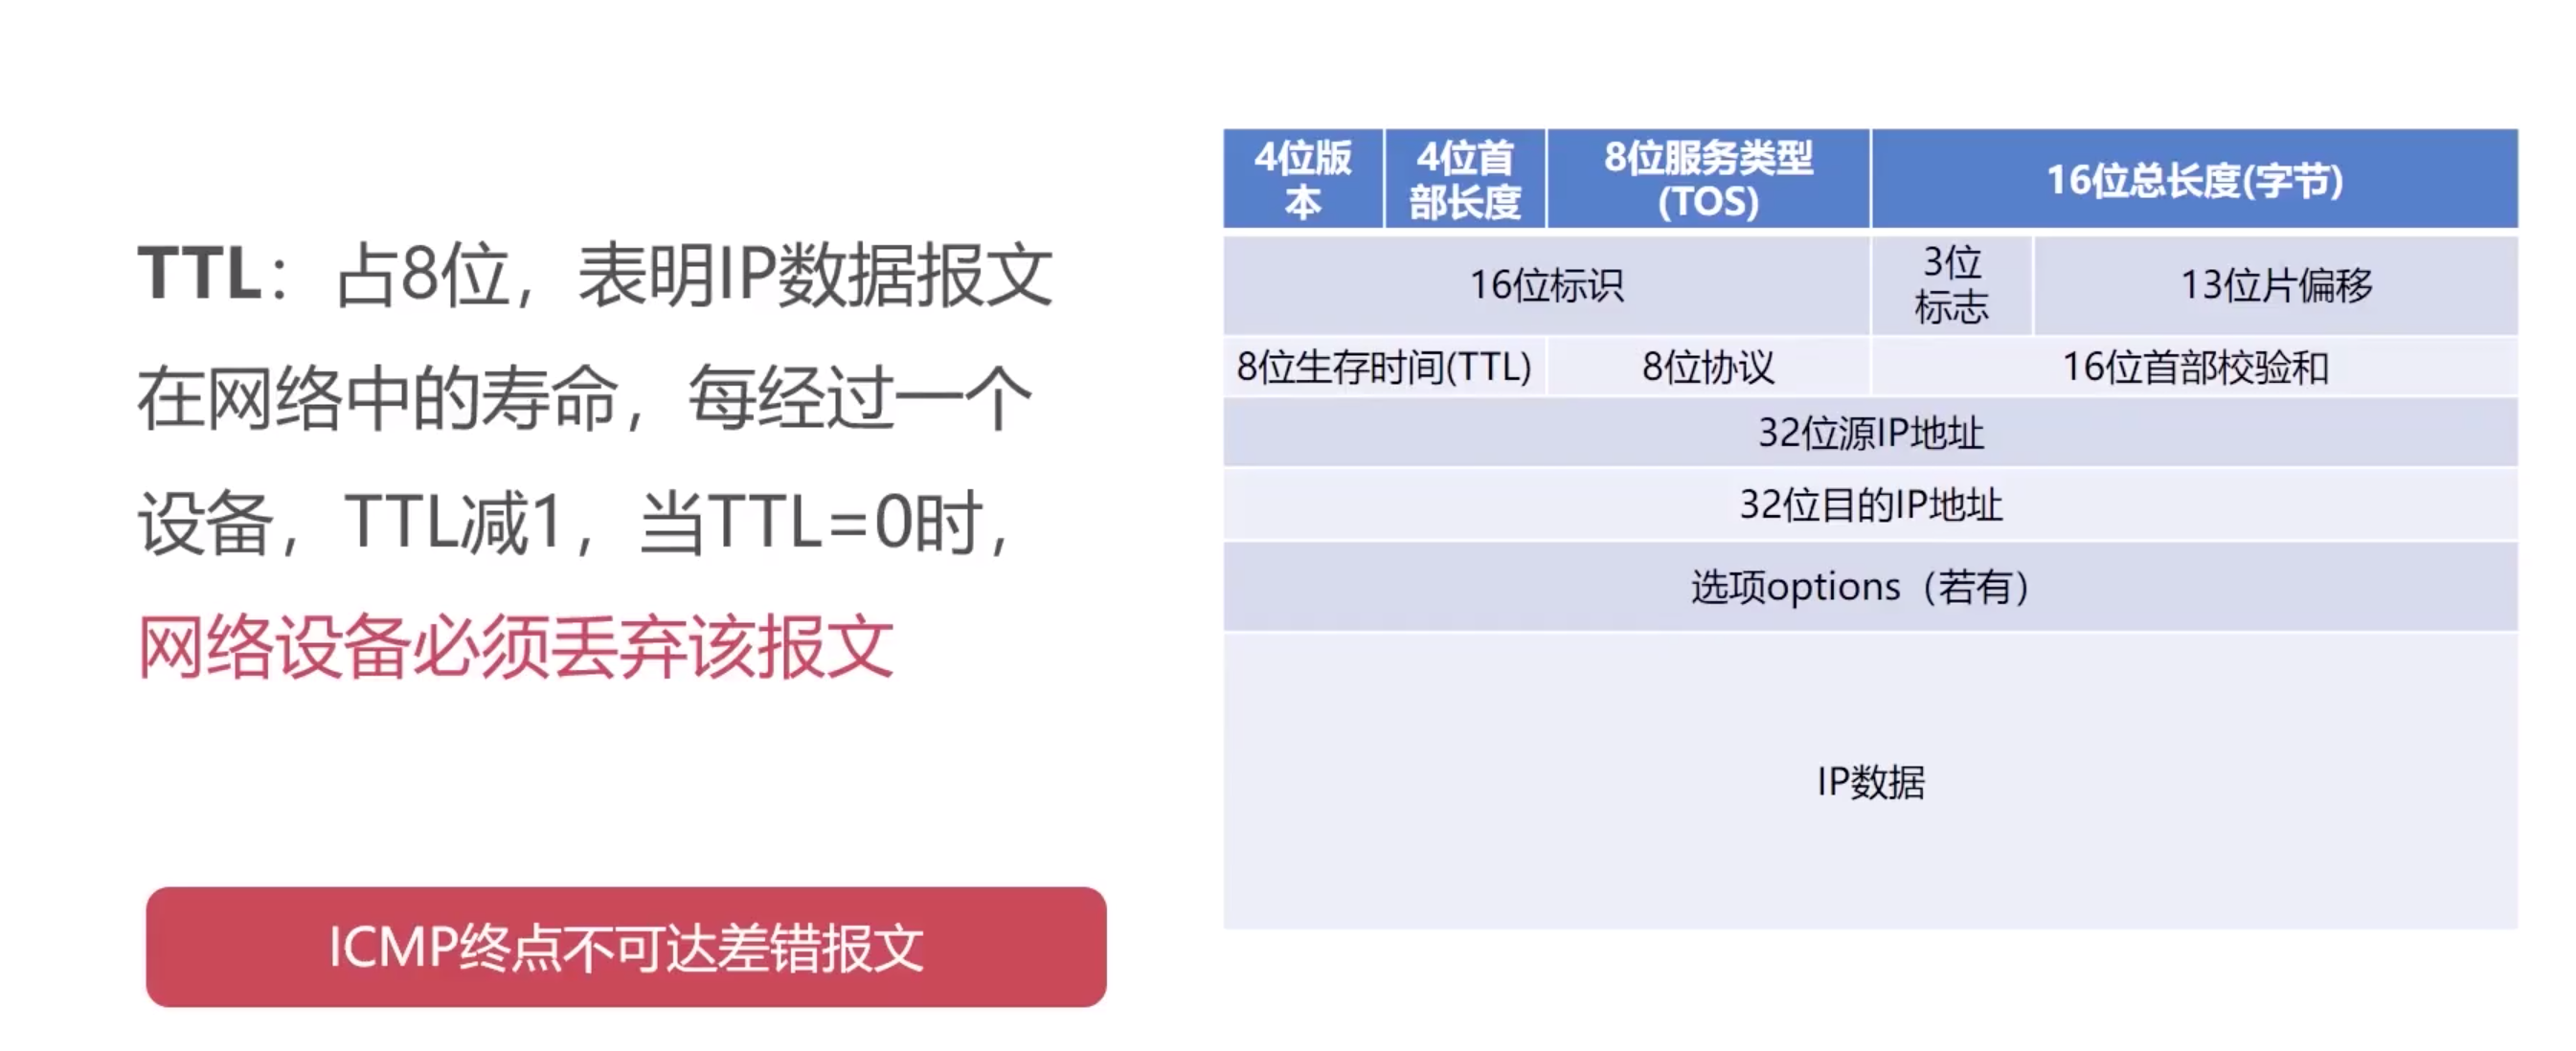 TTL：占8位，表明IP数据报文
在网络中的寿命，每经过一个
设备，TTL减1，当TTL=0时，
网络设备必须丢弃该报文
ICMP终点不可达差错报文
4位版
本
4位首
部长度
8位服务类型
(TOS)
16位总长度(字节)
16位标识
3位
标志
13位片偏移
8位生存时间(TTL)
8位协议
16位首部校验和
32位源IP地址
32位目的IP地址
选项options（若有）
IP数据